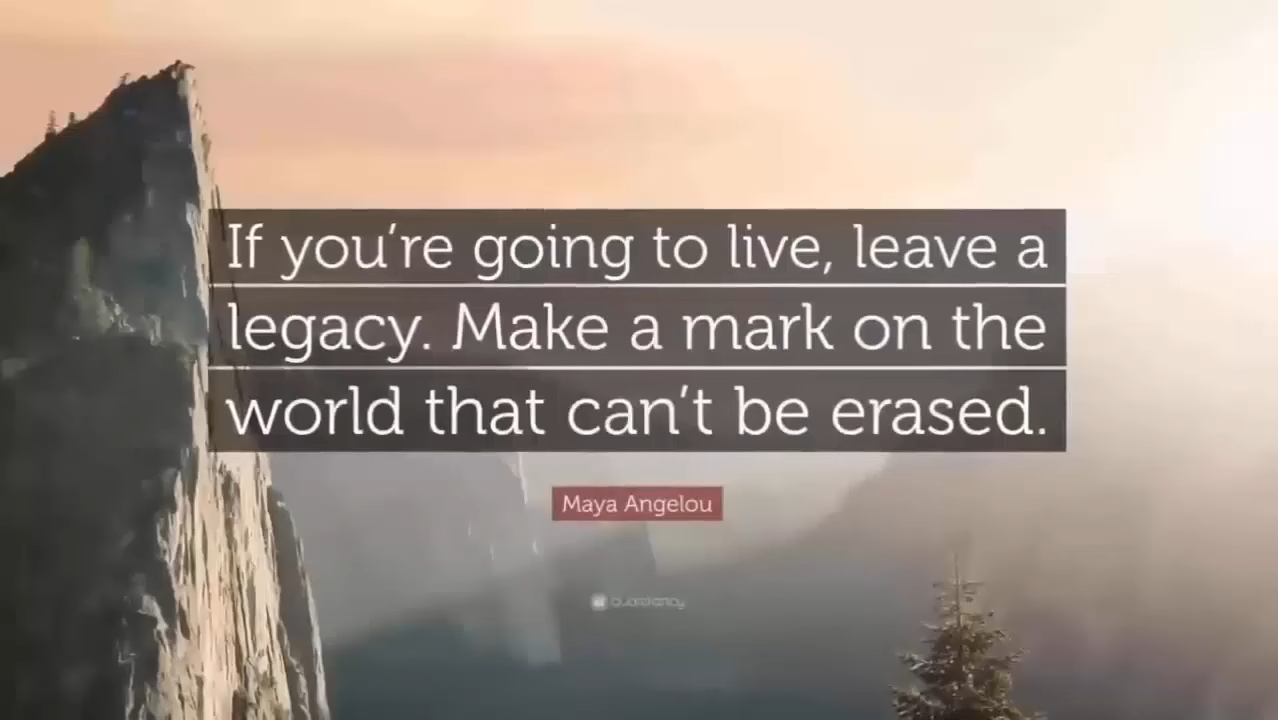 If you’re going to live, leave a
legacy. Make a mark on the
world that can’t be erased.
Maya Angelou